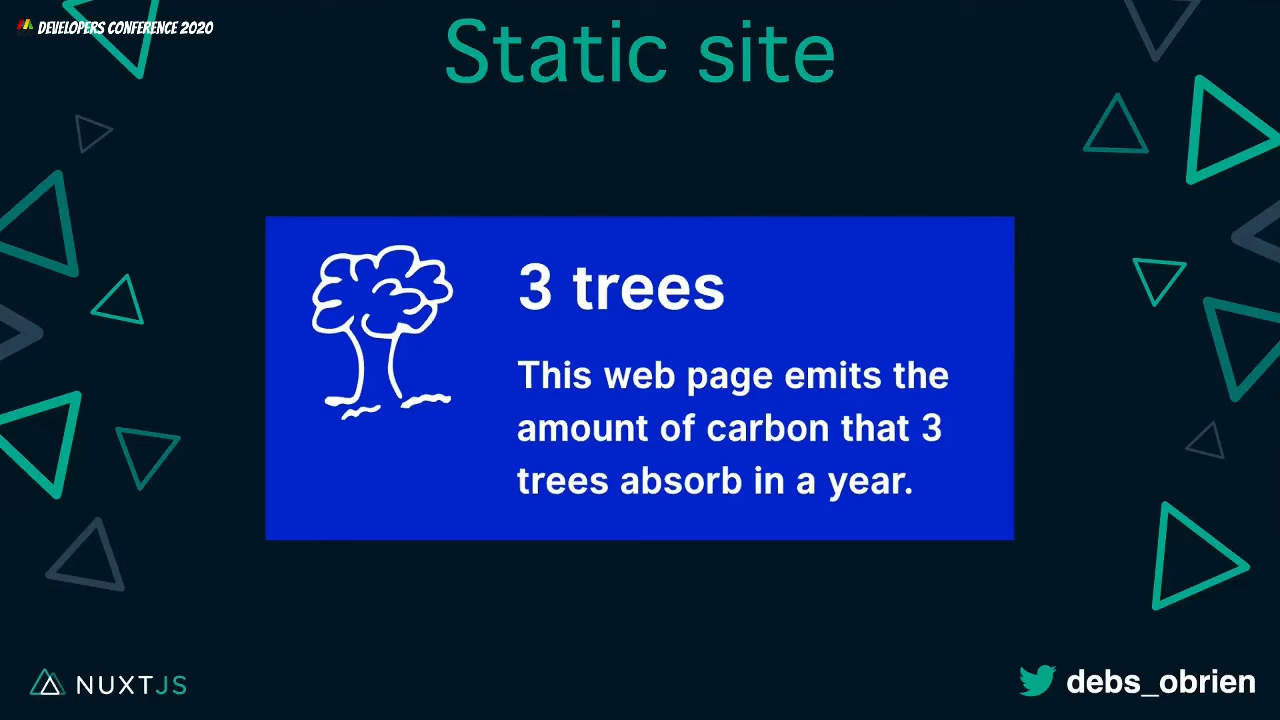 DEVELOPERS CONFERENCE 2020
Static site
3 trees
This web page emits the
amount of carbon that 3
trees absorb in a year.
NUXTJS
debs_obrien